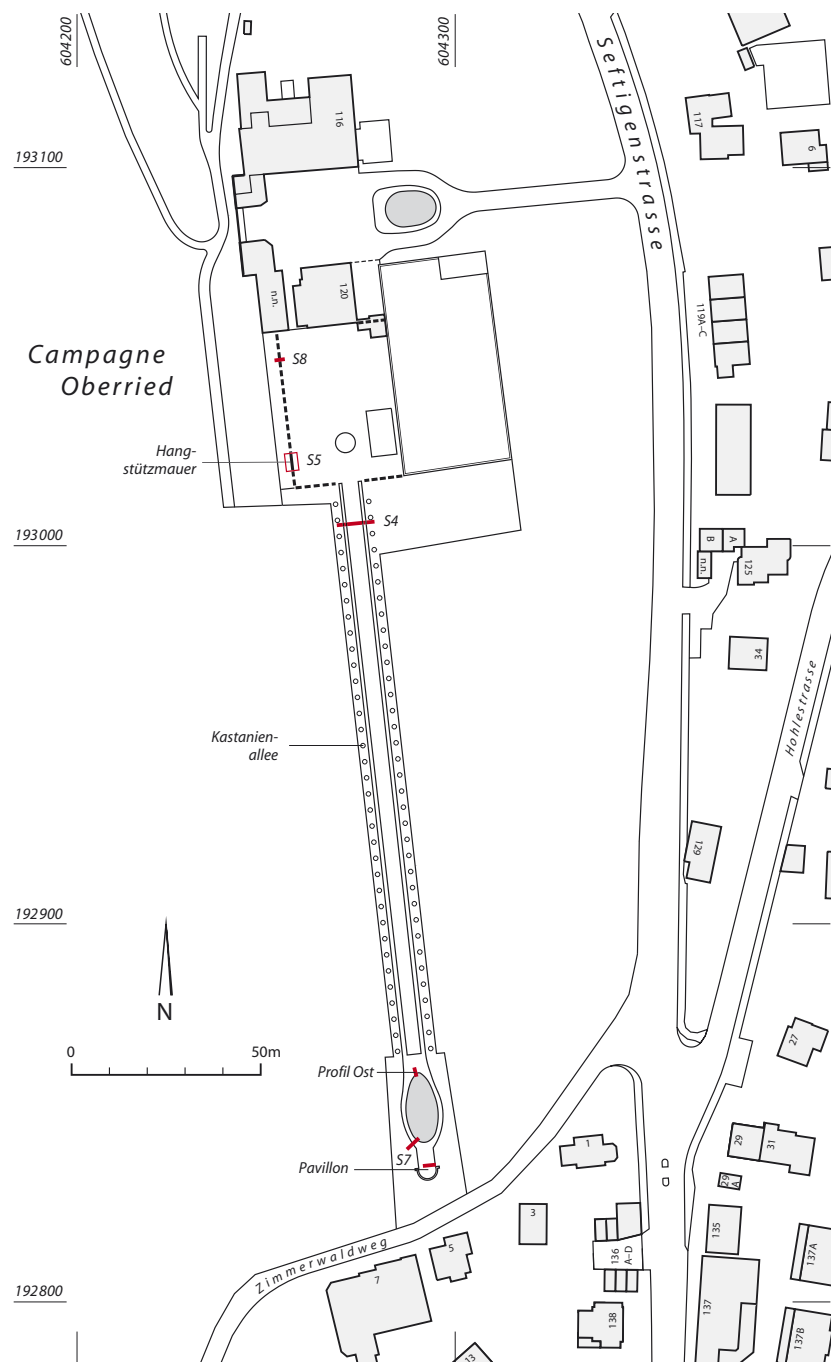 604200
604300
Seftigenstrasse
116
117
6
193100
n.n.
120
119A–C
Campagne
Oberried
S8
Hang-
stützmauer
S5
S4
193000
B
A
n.n.
125
34
Hohlestrasse
Kastanien-
allee
129
192900
N
0
50m
27
Profil Ost
S7
Pavillon
1
29
31
29
A
3
135
5
136
A–D
137A
Zimmerwaldweg
7
192800
138
137
137B
13